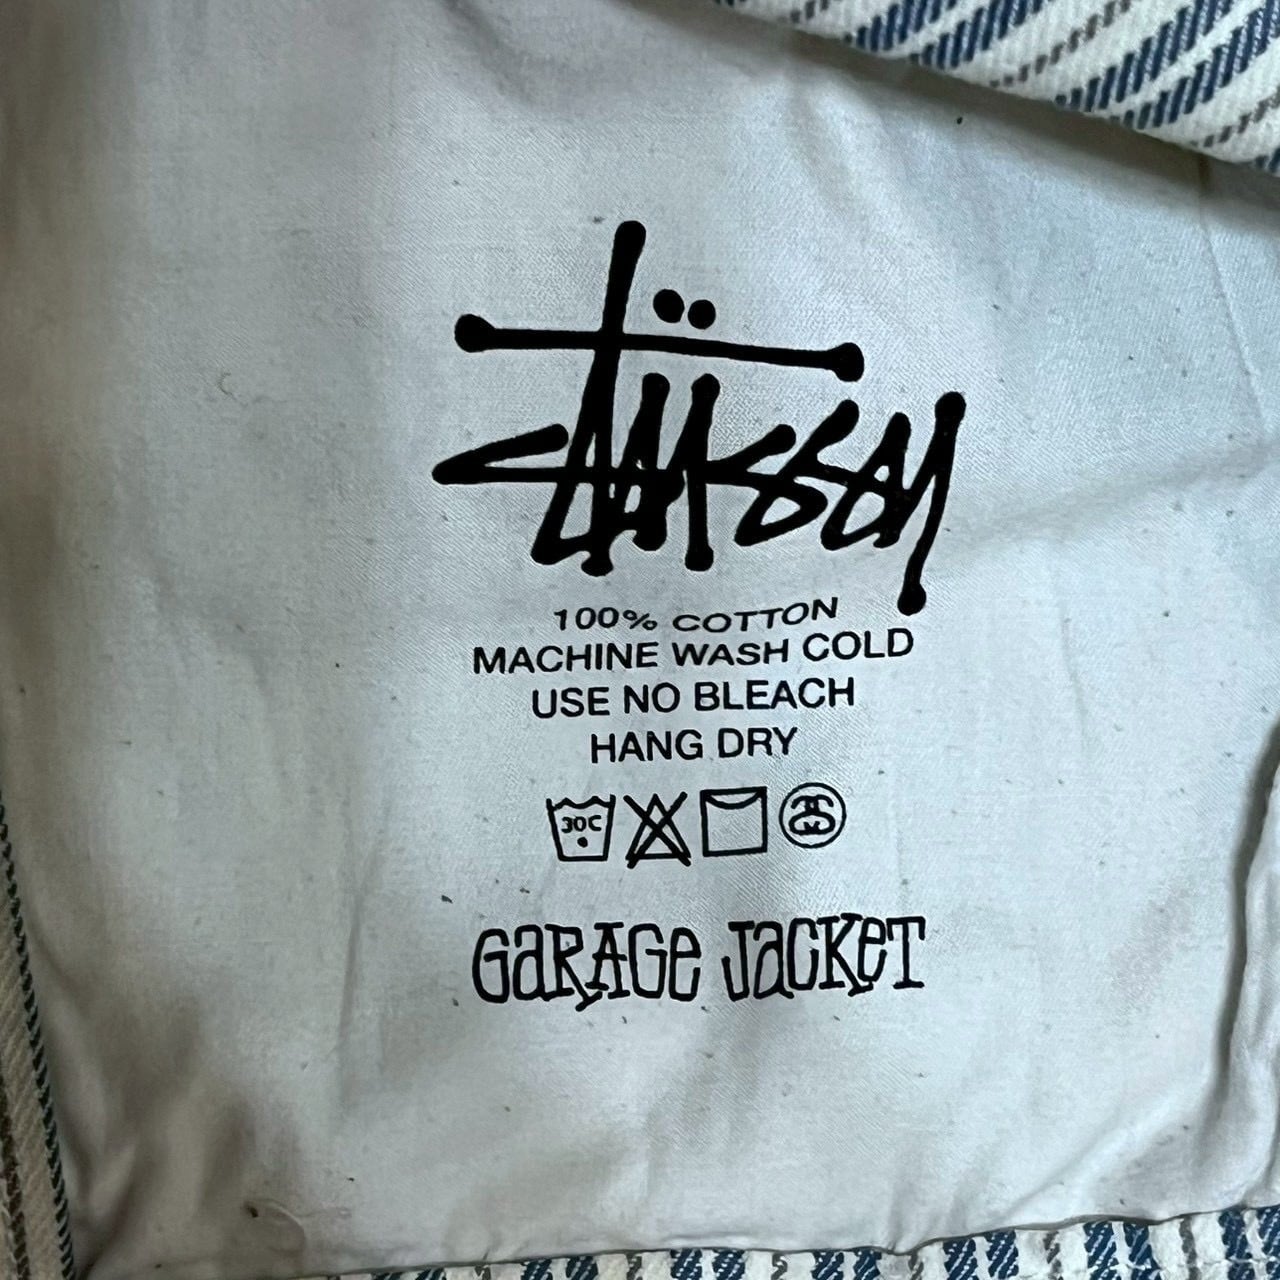 Stüssy
100% COTTON
MACHINE WASH COLD
USE NO BLEACH
HANG DRY
30C
GaRAGe JacKeT